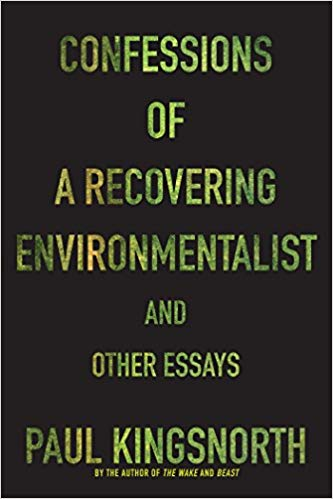 CONFESSIONS
OF
A RECOVERING
ENVIRONMENTALIST
AND
OTHER ESSAYS
PAUL KINGSNORTH
BY THE AUTHOR OF THE WAKE AND BEAST